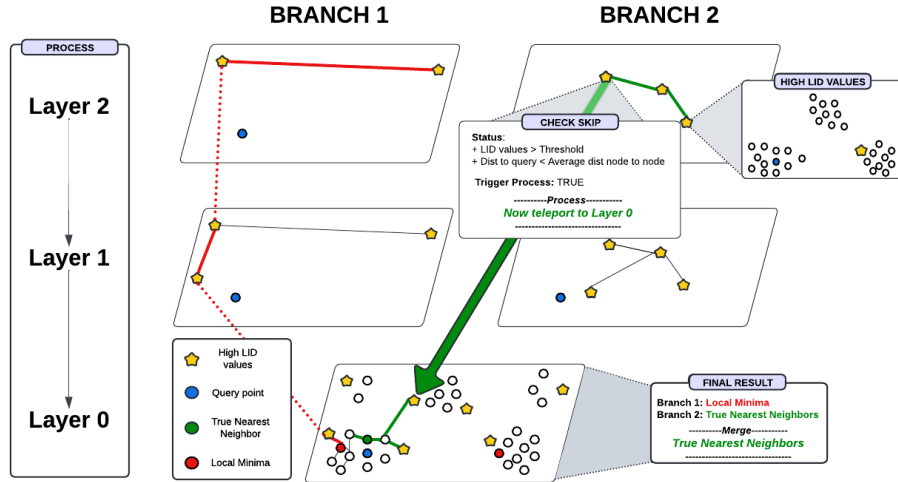 BRANCH 1
BRANCH 2
PROCESS
Layer 2
Layer 1
Layer 0
HIGH LID VALUES
CHECK SKIP
Status:
+ LID values > Threshold
+ Dist to query < Average dist node to node
Trigger Process: TRUE
----------Process-----------
Now teleport to Layer 0
--------------------------------
High LID
values
Query point
True Nearest
Neighbor
Local Minima
FINAL RESULT
Branch 1: Local Minima
Branch 2: True Nearest Neighbors
----------Merge-----------
True Nearest Neighbors
--------------------------------